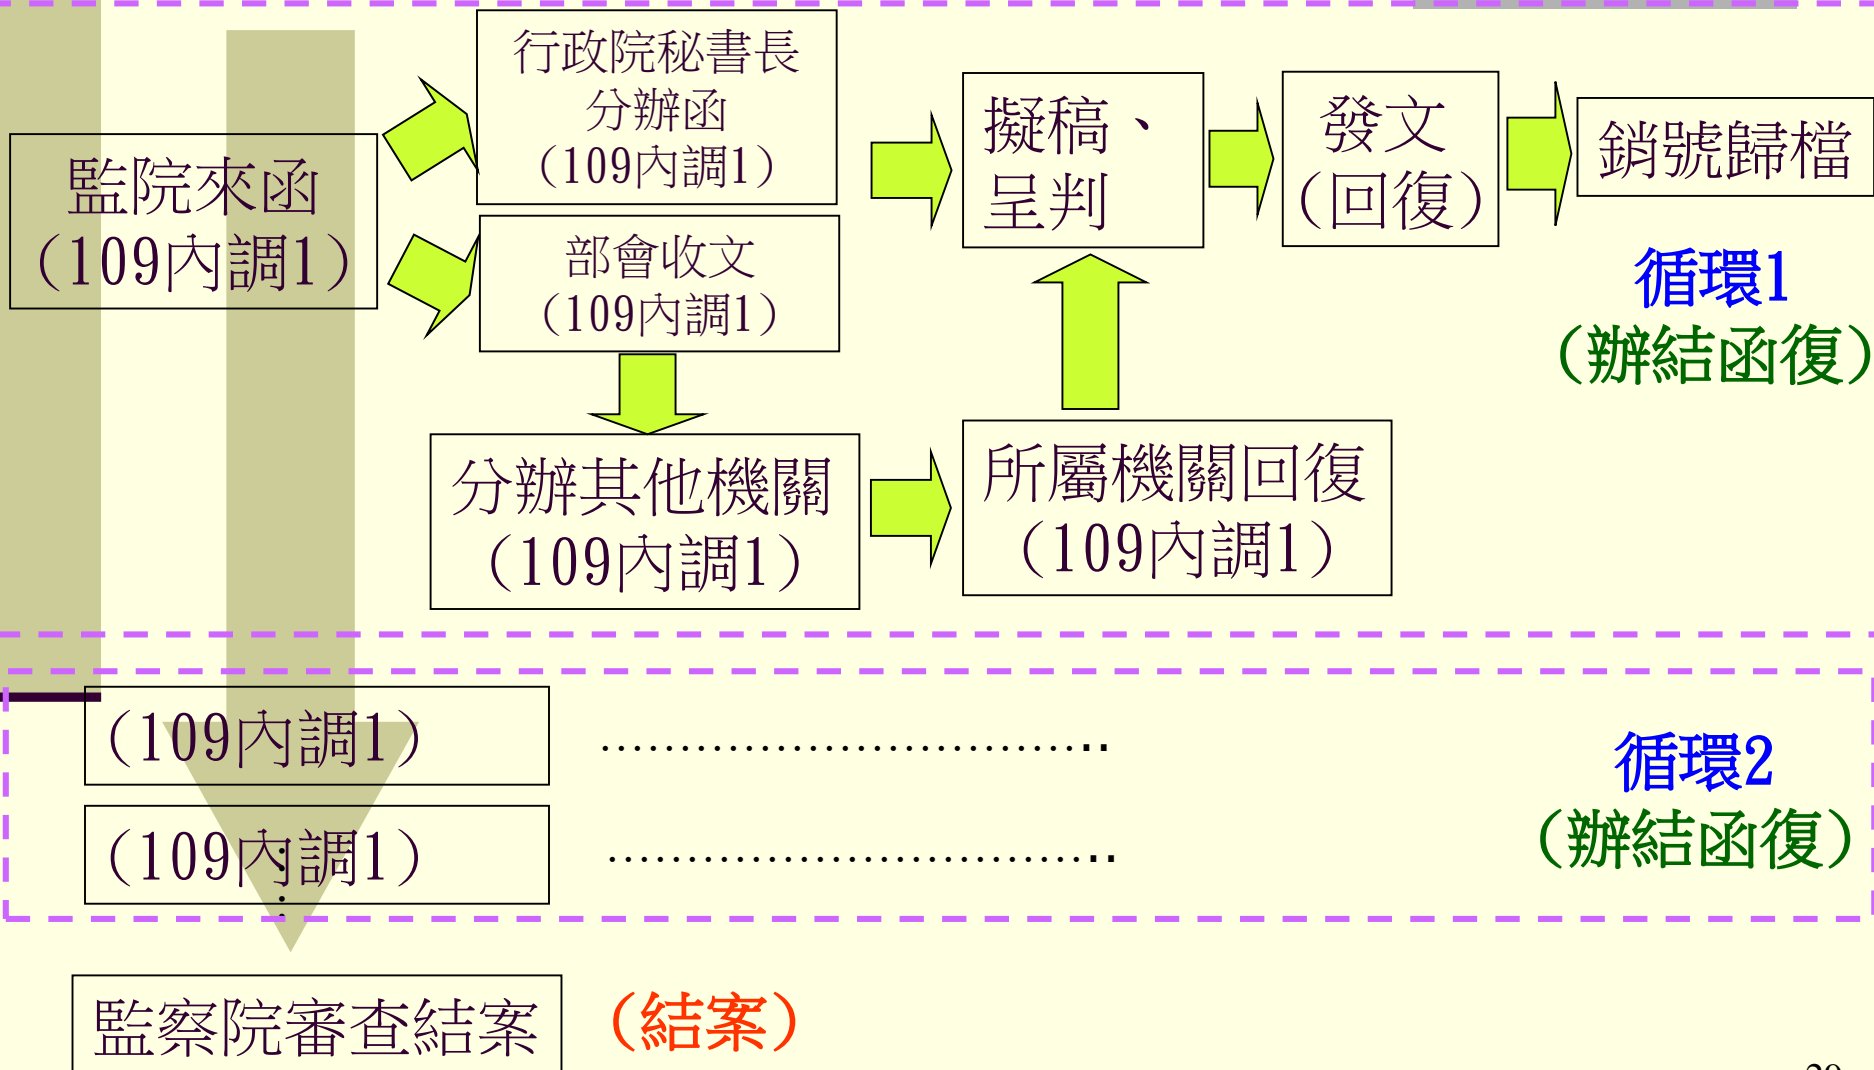 監院來函
(109內調1)
行政院秘書長
分辦函
(109內調1)
部會收文
(109內調1)
擬稿、
呈判
發文
(回復)
銷號歸檔
循環1
(辦結函復)
分辦其他機關
(109內調1)
所屬機關回復
(109內調1)
(109內調1)
…………………………..
(109內調1)
…………………………..
循環2
(辦結函復)
監察院審查結案
(結案)